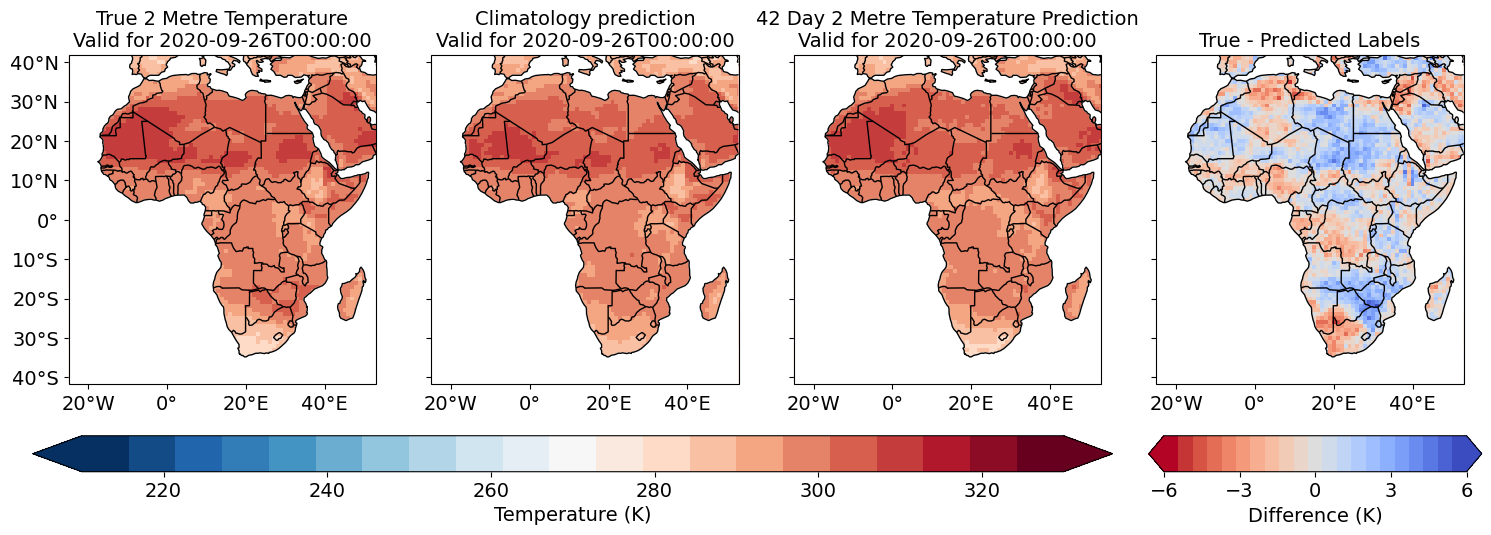 True 2 Metre Temperature
Valid for 2020-09-26T00:00:00
Climatology prediction
Valid for 2020-09-26T00:00:00
42 Day 2 Metre Temperature Prediction
Valid for 2020-09-26T00:00:00
True - Predicted Labels
40°N
30°N
20°N
10°N
0°
10°S
20°S
30°S
40°S
20°W 0° 20°E 40°E
20°W 0° 20°E 40°E
20°W 0° 20°E 40°E
20°W 0° 20°E 40°E
220 240 260 280 300 320
Temperature (K)
−6 −3 0 3 6
Difference (K)